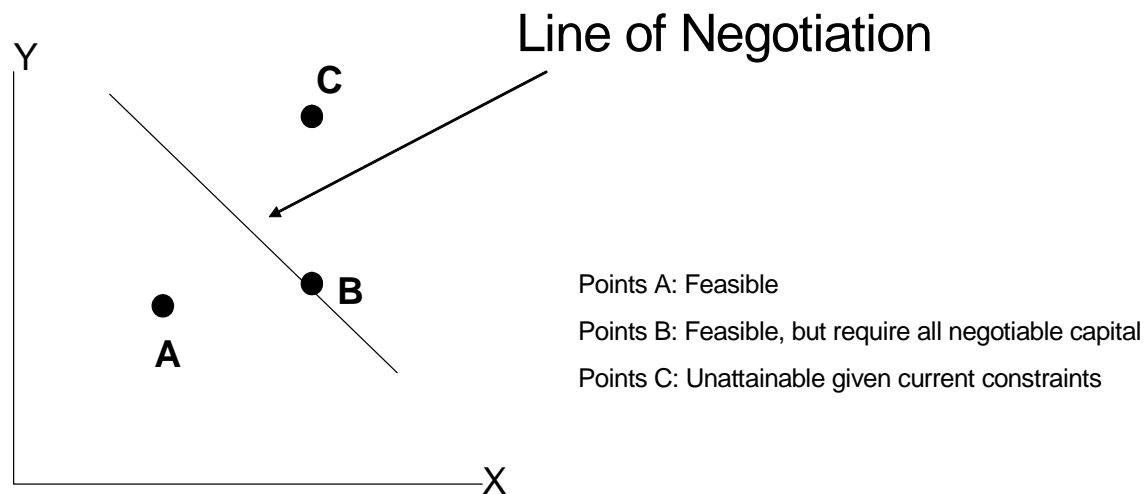 Line of Negotiation
Y
C
B
A
Points A: Feasible
Points B: Feasible, but require all negotiable capital
Points C: Unattainable given current constraints
X